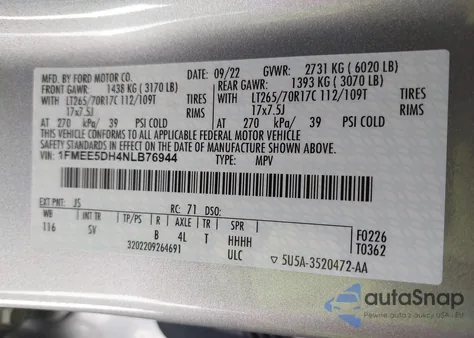 MFD. BY FORD MOTOR CO.
09/22 GVWR: 2731 KG ( 6020 LB)
FRONT GAWR: 1438 KG ( 3170 LB) REAR GAWR: 1393 KG ( 3070 LB)
WITH LT265/70R17C 112/109T TIRES WITH LT265/70R17C 112/109T TIRES
17x7.5J RIMS 17x7.5J RIMS
AT 270 kPa/ 39 PSI COLD AT 270 kPa/ 39 PSI COLD
THIS VEHICLE CONFORMS TO ALL APPLICABLE FEDERAL MOTOR VEHICLE
SAFETY STANDARDS IN EFFECT ON THE DATE OF MANUFACTURE SHOWN ABOVE.
VIN: 1FMEE5DH4NLB76944 TYPE: MPV
EXT PNT: JS RC: 71 DSO:
WB INT TR TP/PS R AXLE TR SPR
116 SV B 4L T HHHH
ULC
3202209264691
F0226
T0362
5U5A-3520472-AA
autoSnap
Pewne auta z USA